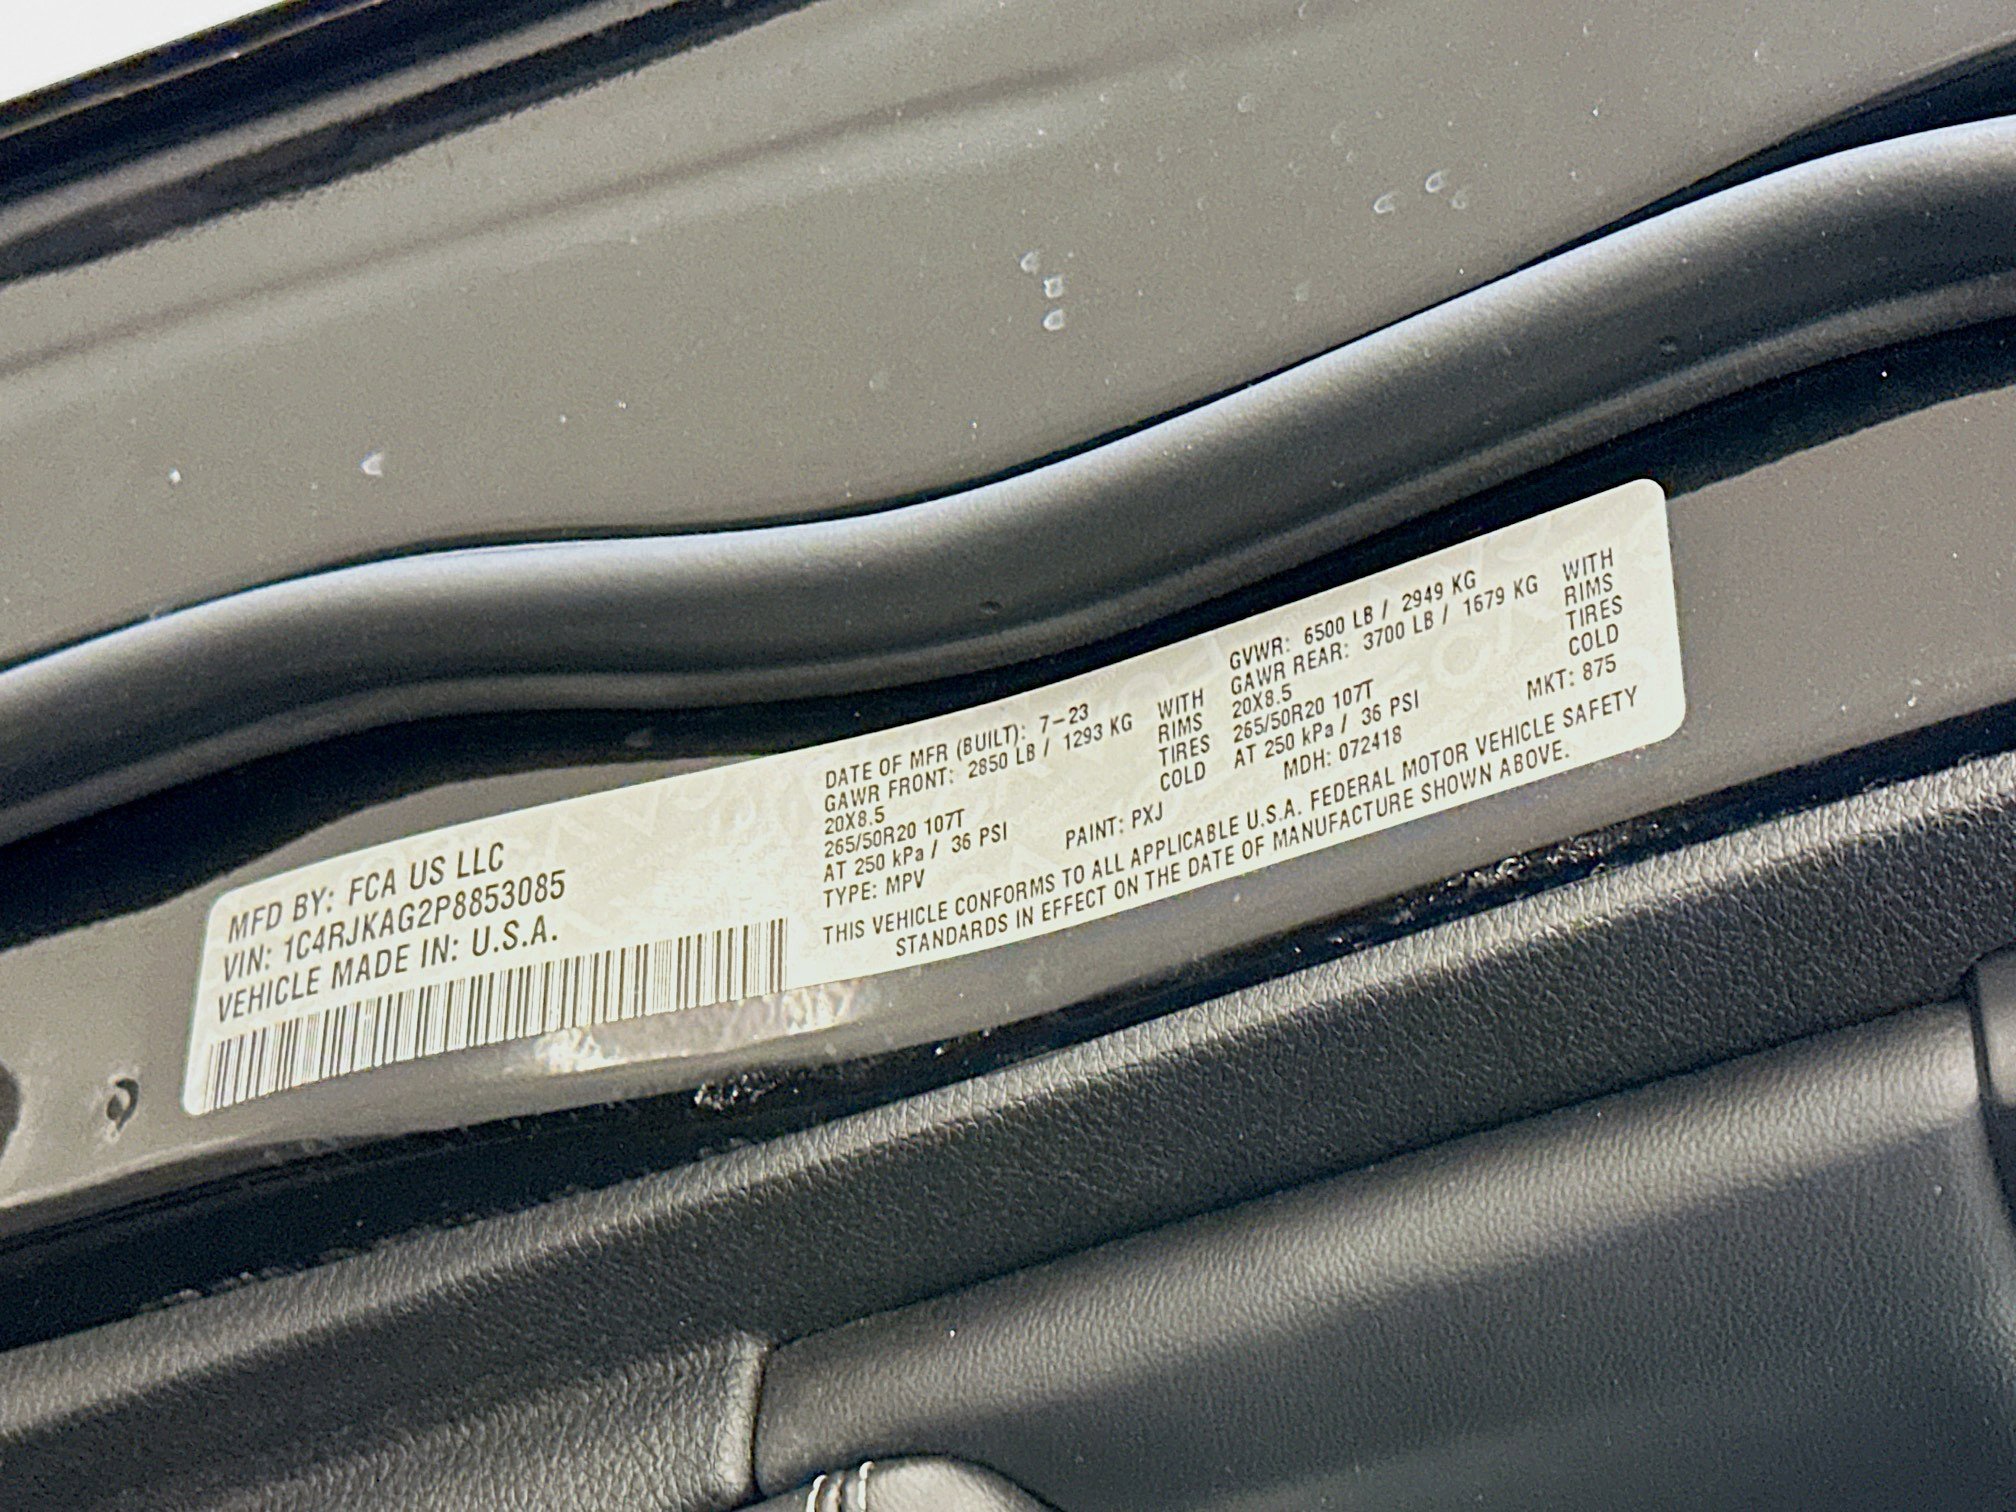 MFD BY: FCA US LLC
VIN: 1C4RJKAG2P8853085
VEHICLE MADE IN: U.S.A.
DATE OF MFR (BUILT): 7-23 GVWR: 6500 LB / 2949 KG
GAWR FRONT: 2850 LB / 1293 KG WITH GAWR REAR: 3700 LB / 1679 KG WITH
20X8.5 RIMS 20X8.5 RIMS
265/50R20 107T TIRES 265/50R20 107T TIRES
AT 250 kPa / 36 PSI COLD AT 250 kPa / 36 PSI COLD
TYPE: MPV PAINT: PXJ MDH: 072418 MKT: 875
THIS VEHICLE CONFORMS TO ALL APPLICABLE U.S.A. FEDERAL MOTOR VEHICLE SAFETY
STANDARDS IN EFFECT ON THE DATE OF MANUFACTURE SHOWN ABOVE.